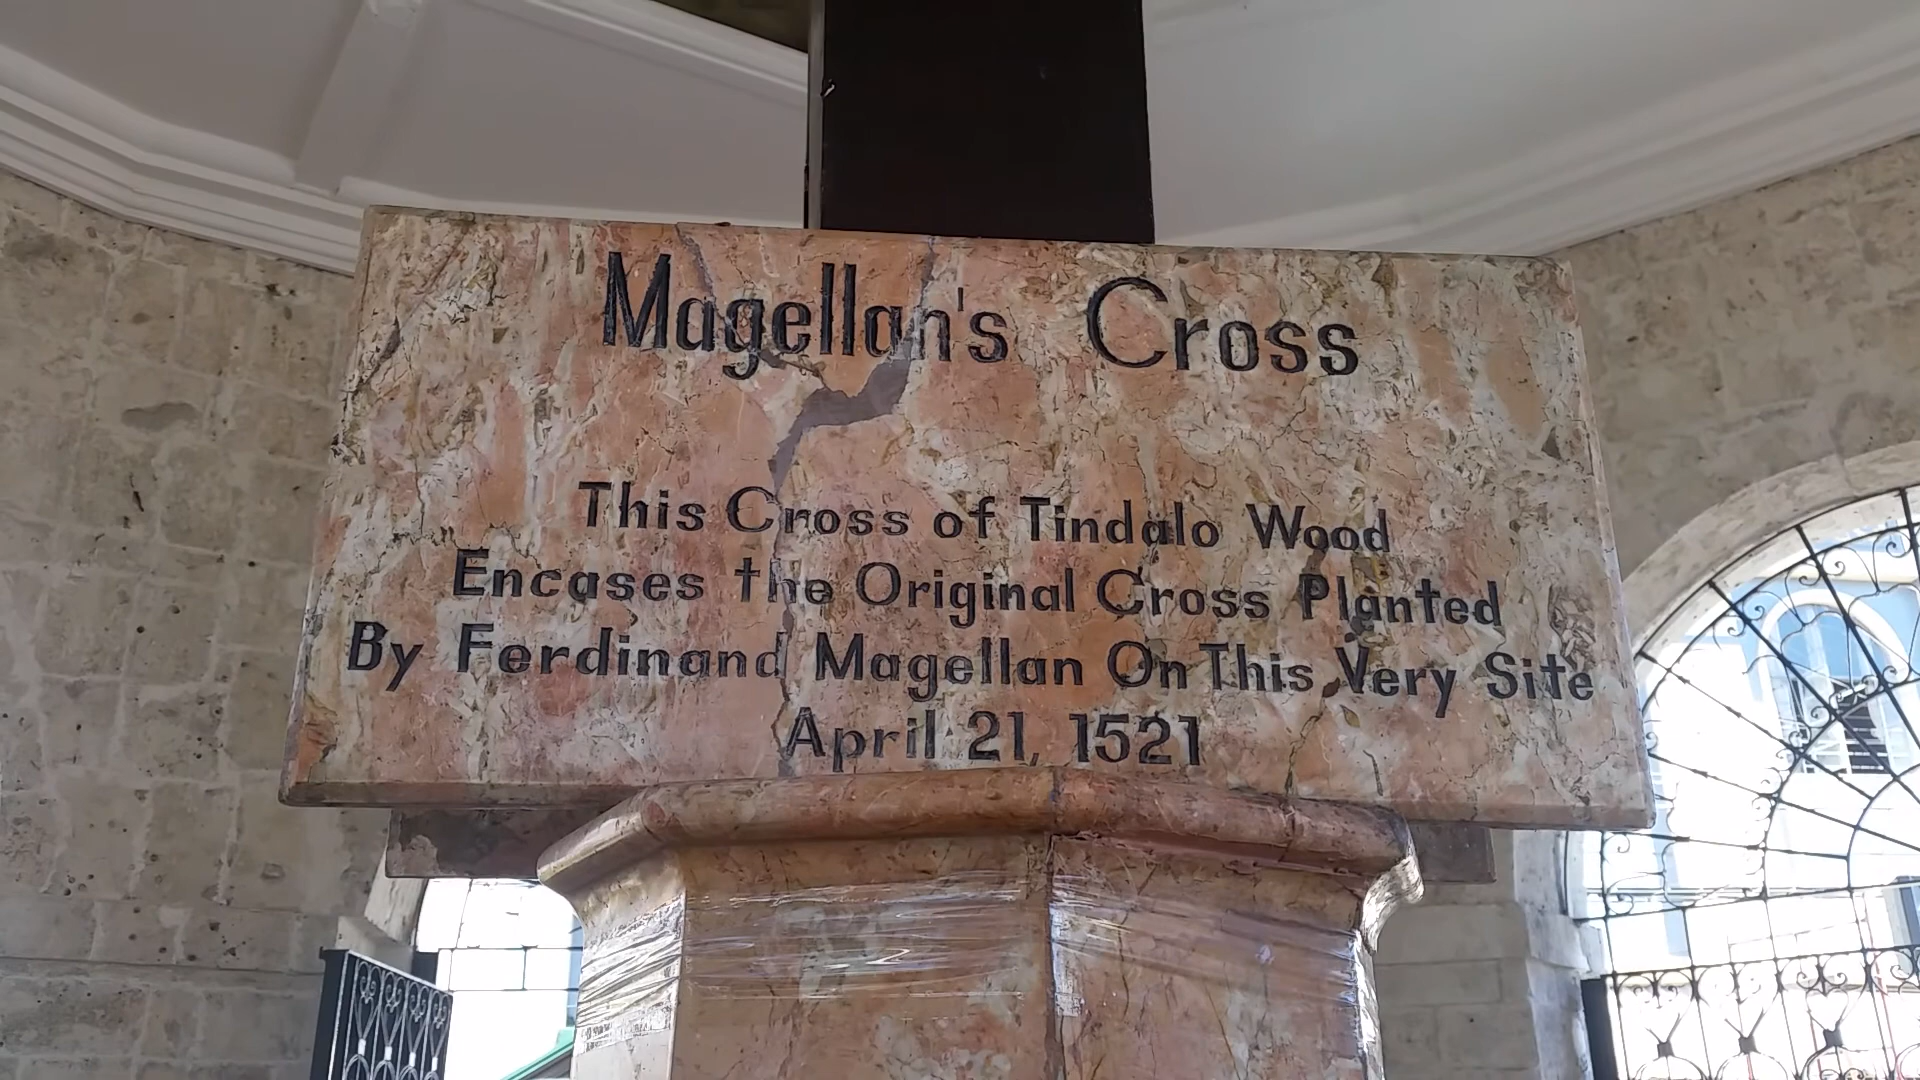 Magellan's Cross
This Cross of Tindalo Wood
Encases the Original Cross Planted
By Ferdinand Magellan On This Very Site
April 21, 1521